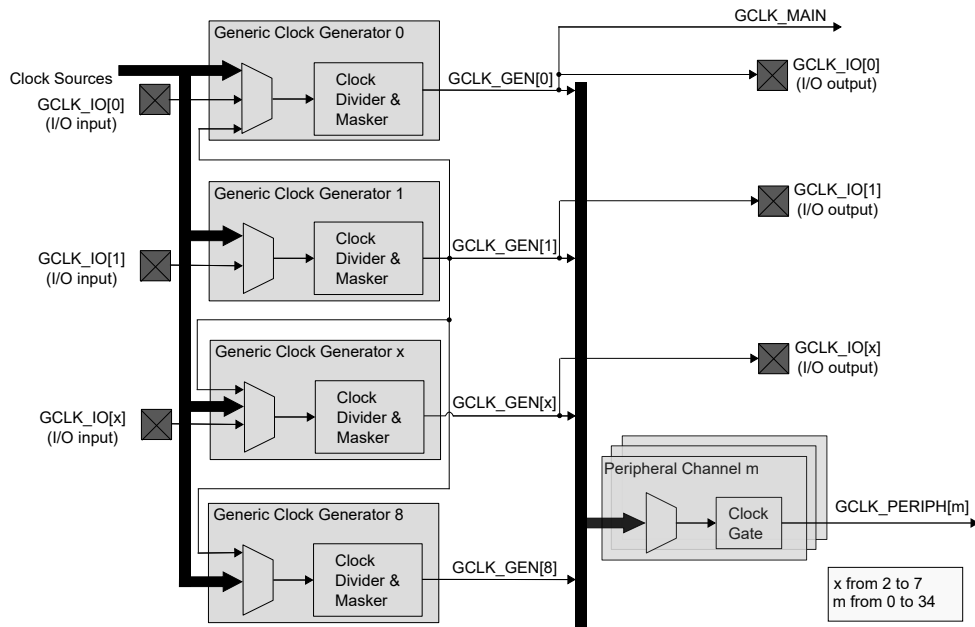 Generic Clock Generator 0
GCLK_MAIN
Clock Sources
GCLK_IO[0]
(I/O input)
Clock
Divider &
Masker
GCLK_GEN[0]
GCLK_IO[0]
(I/O output)
Generic Clock Generator 1
GCLK_IO[1]
(I/O input)
Clock
Divider &
Masker
GCLK_GEN[1]
GCLK_IO[1]
(I/O output)
Generic Clock Generator x
GCLK_IO[x]
(I/O input)
Clock
Divider &
Masker
GCLK_GEN[x]
GCLK_IO[x]
(I/O output)
Generic Clock Generator 8
Clock
Divider &
Masker
GCLK_GEN[8]
Peripheral Channel m
Clock
Gate
GCLK_PERIPH[m]
x from 2 to 7
m from 0 to 34